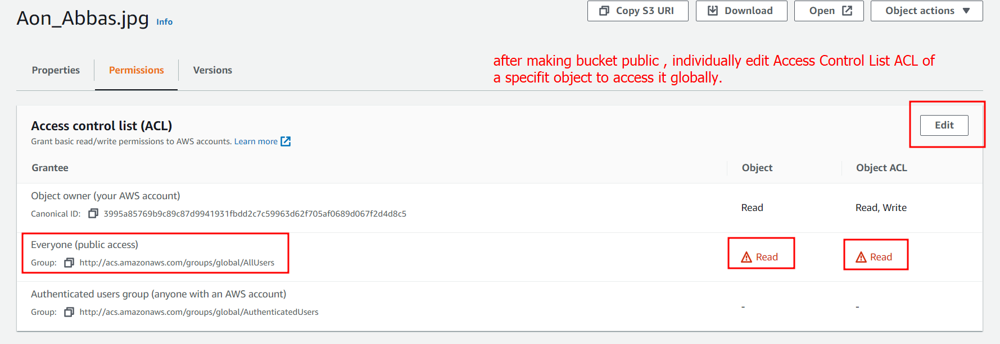 Aon_Abbas.jpg Info
Copy S3 URI Download Open Object actions
Properties Permissions Versions
after making bucket public , individually edit Access Control List ACL of
a specifit object to access it globally.
Access control list (ACL)
Edit
Grant basic read/write permissions to AWS accounts. Learn more
Grantee Object Object ACL
Object owner (your AWS account)
Canonical ID: 3995a85769b9c89c87d9941931fbdd2c7c59963d62f705af0689d067f2d4d8c5
Read Read, Write
Everyone (public access)
Group: http://acs.amazonaws.com/groups/global/AllUsers
Read Read
Authenticated users group (anyone with an AWS account)
Group: http://acs.amazonaws.com/groups/global/AuthenticatedUsers
- -